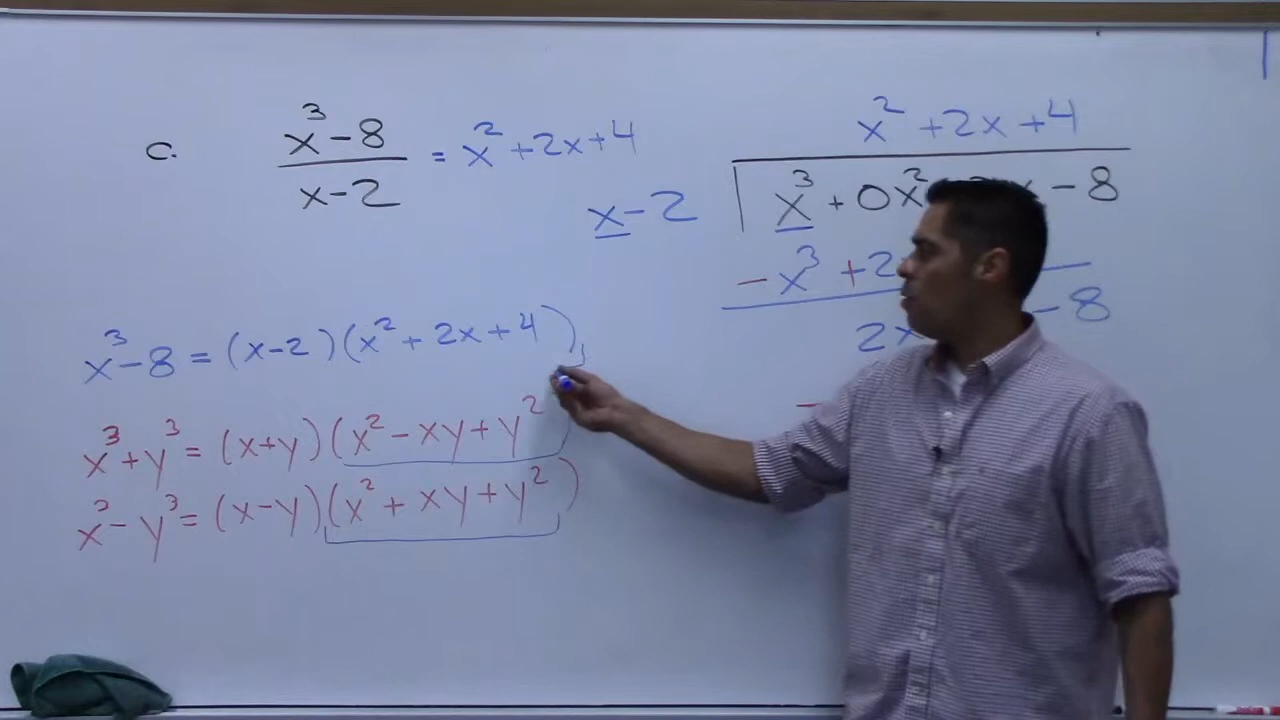 c. x³ - 8 / x - 2 = x² + 2x + 4
x² + 2x + 4
x - 2 x³ + 0x² x - 8
- x³ + 2
2x - 8
x³ - 8 = (x - 2)(x² + 2x + 4)
x³ + y³ = (x + y)(x² - xy + y²
x³ - y³ = (x - y)(x² + xy + y²)